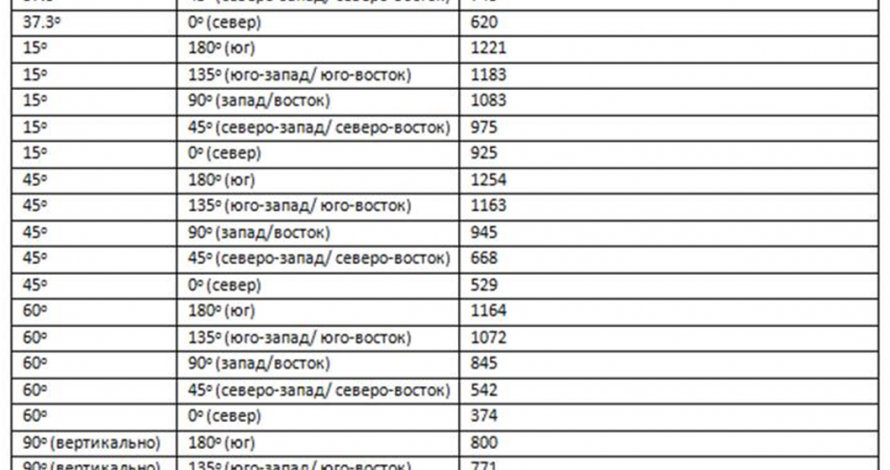 37.3º 0º (север) 620
15º 180º (юг) 1221
15º 135º (юго-запад/ юго-восток) 1183
15º 90º (запад/восток) 1083
15º 45º (северо-запад/ северо-восток) 975
15º 0º (север) 925
45º 180º (юг) 1254
45º 135º (юго-запад/ юго-восток) 1163
45º 90º (запад/восток) 945
45º 45º (северо-запад/ северо-восток) 668
45º 0º (север) 529
60º 180º (юг) 1164
60º 135º (юго-запад/ юго-восток) 1072
60º 90º (запад/восток) 845
60º 45º (северо-запад/ северо-восток) 542
60º 0º (север) 374
90º (вертикально) 180º (юг) 800
90º (вертикально) 135º (юго-запад/ юго-восток) 771